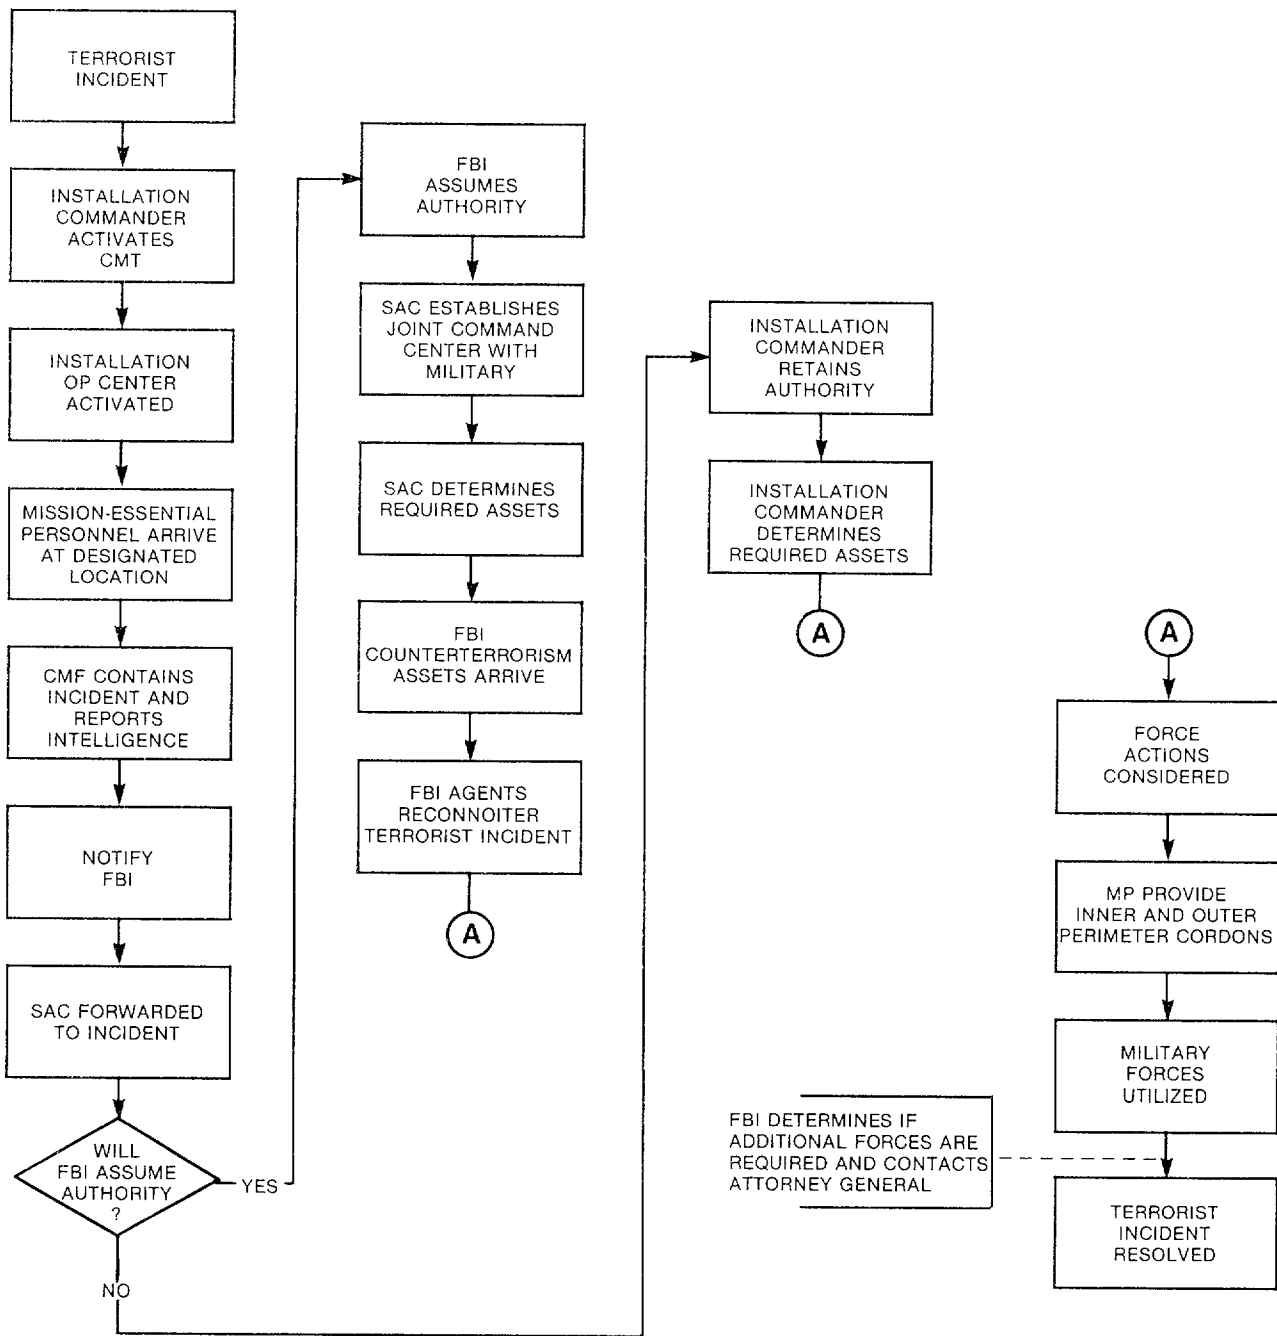 TERRORIST
INCIDENT
INSTALLATION
COMMANDER
ACTIVATES
CMT
INSTALLATION
OP CENTER
ACTIVATED
MISSION-ESSENTIAL
PERSONNEL ARRIVE
AT DESIGNATED
LOCATION
CMF CONTAINS
INCIDENT AND
REPORTS
INTELLIGENCE
NOTIFY
FBI
SAC FORWARDED
TO INCIDENT
WILL
FBI ASSUME
AUTHORITY
?
YES
NO
FBI
ASSUMES
AUTHORITY
SAC ESTABLISHES
JOINT COMMAND
CENTER WITH
MILITARY
SAC DETERMINES
REQUIRED ASSETS
FBI
COUNTERTERRORISM
ASSETS ARRIVE
FBI AGENTS
RECONNOITER
TERRORIST INCIDENT
A
INSTALLATION
COMMANDER
RETAINS
AUTHORITY
INSTALLATION
COMMANDER
DETERMINES
REQUIRED ASSETS
A
A
FORCE
ACTIONS
CONSIDERED
MP PROVIDE
INNER AND OUTER
PERIMETER CORDONS
MILITARY
FORCES
UTILIZED
FBI DETERMINES IF
ADDITIONAL FORCES ARE
REQUIRED AND CONTACTS
ATTORNEY GENERAL
TERRORIST
INCIDENT
RESOLVED